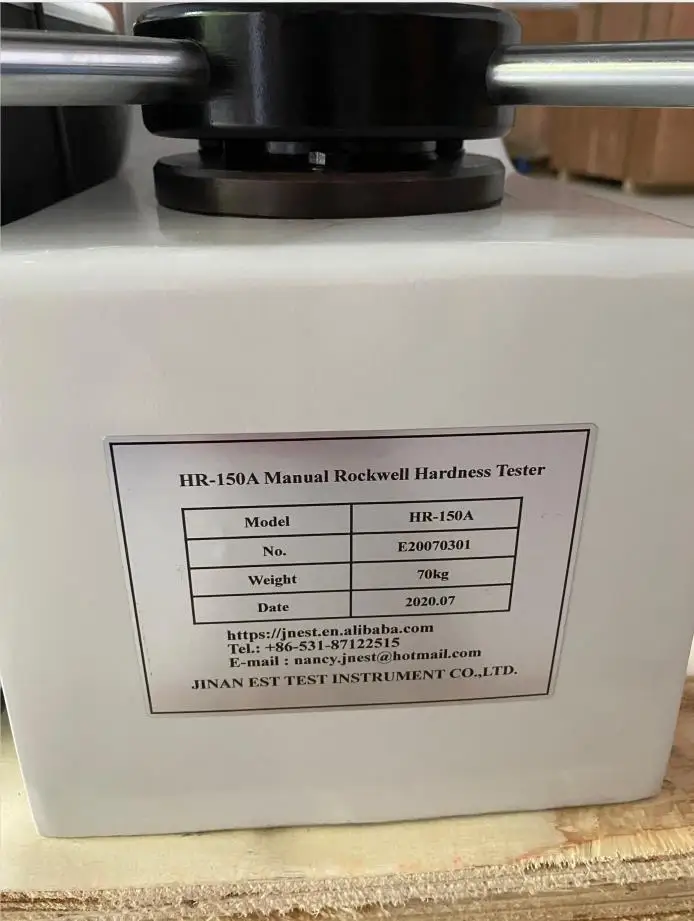 HR-150A Manual Rockwell Hardness Tester
Model HR-150A
No. E20070301
Weight 70kg
Date 2020.07
https://jnest.en.alibaba.com
Tel.: +86-531-87122515
E-mail : nancy.jnest@hotmail.com
JINAN EST TEST INSTRUMENT CO.,LTD.